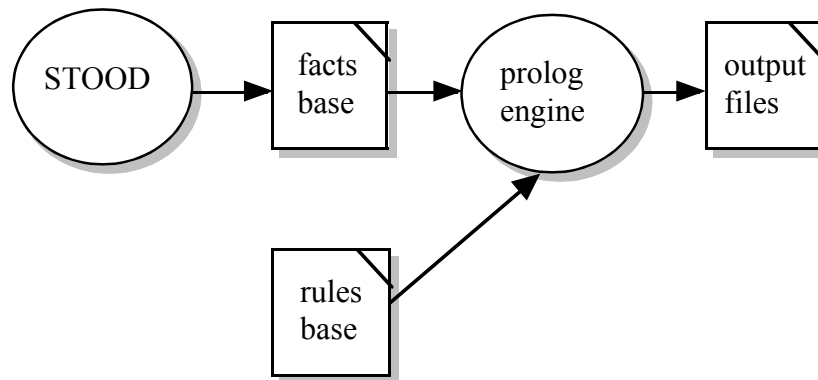 STOOD
facts
base
prolog
engine
output
files
rules
base